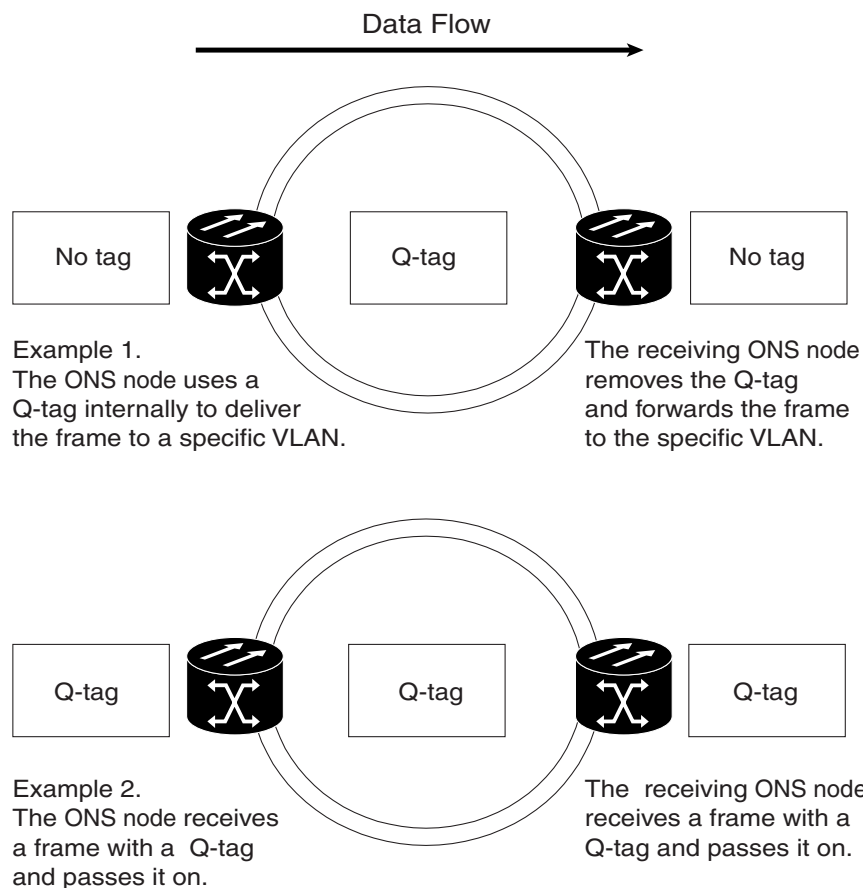 Data Flow
No tag
Q-tag
No tag
Example 1.
The ONS node uses a
Q-tag internally to deliver
the frame to a specific VLAN.
The receiving ONS node
removes the Q-tag
and forwards the frame
to the specific VLAN.
Q-tag
Q-tag
Q-tag
Example 2.
The ONS node receives
a frame with a Q-tag
and passes it on.
The receiving ONS node
receives a frame with a
Q-tag and passes it on.